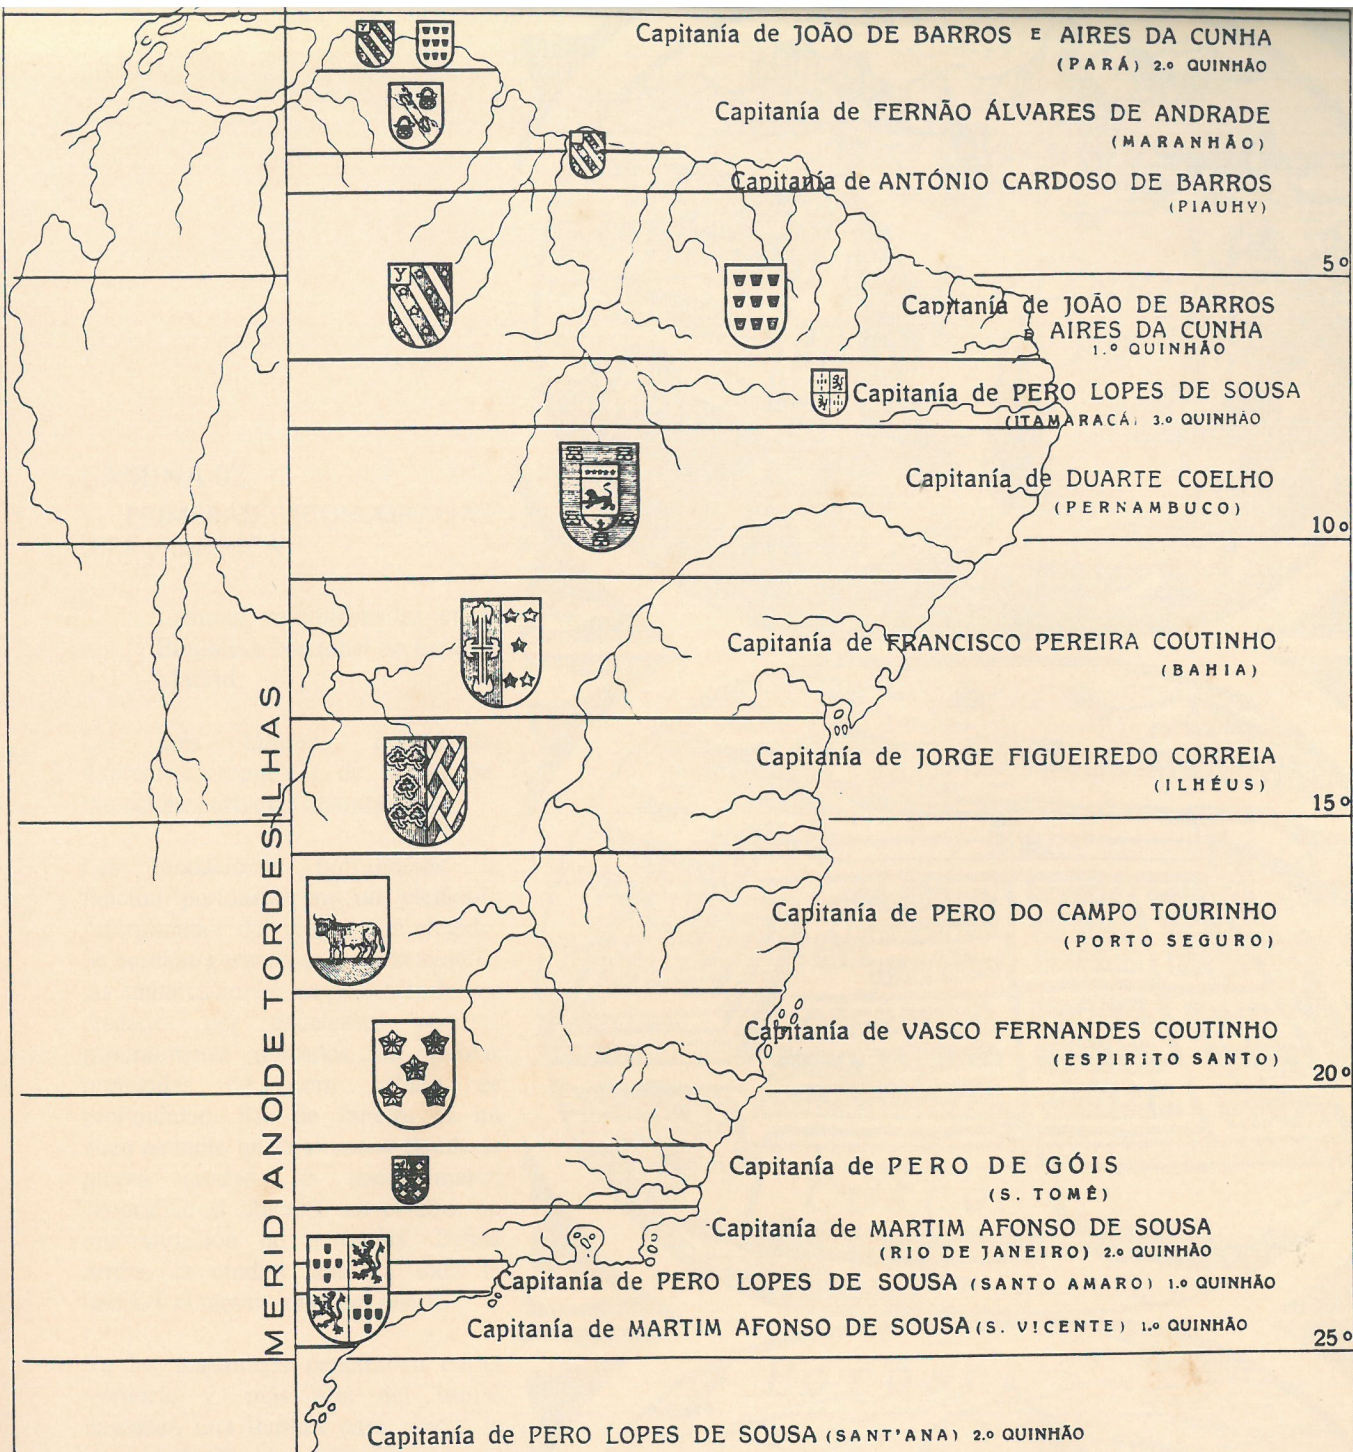 Capitanía de JOÃO DE BARROS E AIRES DA CUNHA
(PARÁ) 2.º QUINHÃO
Capitanía de FERNÃO ÁLVARES DE ANDRADE
(MARANHÃO)
Capitanía de ANTÓNIO CARDOSO DE BARROS
(PIAUHY)
5º
Capitanía de JOÃO DE BARROS
E AIRES DA CUNHA
1.º QUINHÃO
Capitanía de PERO LOPES DE SOUSA
(ITAMARACÁ) 3.º QUINHÃO
Capitanía de DUARTE COELHO
(PERNAMBUCO)
10º
Capitanía de FRANCISCO PEREIRA COUTINHO
(BAHIA)
Capitanía de JORGE FIGUEIREDO CORREIA
(ILHÉUS)
15º
Capitanía de PERO DO CAMPO TOURINHO
(PORTO SEGURO)
Capitanía de VASCO FERNANDES COUTINHO
(ESPIRITO SANTO)
20º
Capitanía de PERO DE GÓIS
(S. TOMÊ)
Capitanía de MARTIM AFONSO DE SOUSA
(RIO DE JANEIRO) 2.º QUINHÃO
Capitanía de PERO LOPES DE SOUSA (SANTO AMARO) 1.º QUINHÃO
Capitanía de MARTIM AFONSO DE SOUSA (S. VICENTE) 1.º QUINHÃO
25º
Capitanía de PERO LOPES DE SOUSA (SANT'ANA) 2.º QUINHÃO
MERIDIANO DE TORDESILHAS
Y
Y